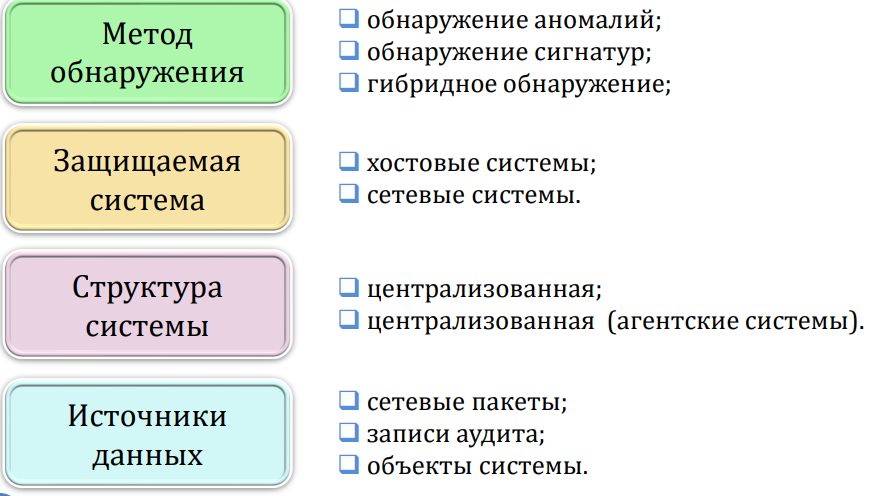 Метод
обнаружения
обнаружение аномалий;
обнаружение сигнатур;
гибридное обнаружение;
Защищаемая
система
хостовые системы;
сетевые системы.
Структура
системы
централизованная;
централизованная (агентские системы).
Источники
данных
сетевые пакеты;
записи аудита;
объекты системы.